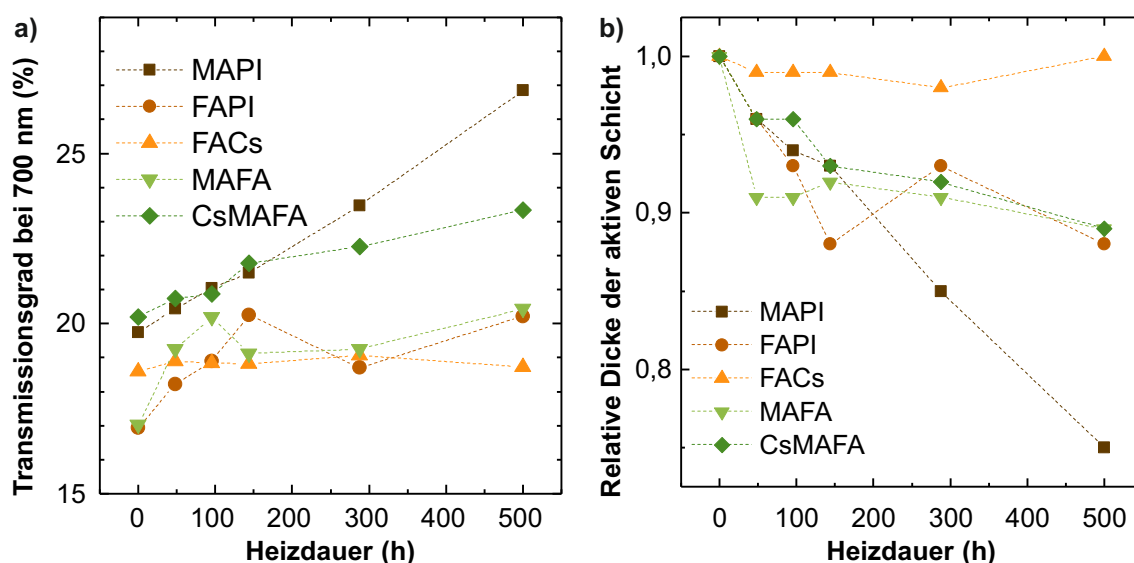 a)
Transmissionsgrad bei 700 nm (%)
25
20
15
MAPI
FAPI
FACs
MAFA
CsMAFA
0 100 200 300 400 500
Heizdauer (h)
b)
Relative Dicke der aktiven Schicht
1,0
0,9
0,8
MAPI
FAPI
FACs
MAFA
CsMAFA
0 100 200 300 400 500
Heizdauer (h)